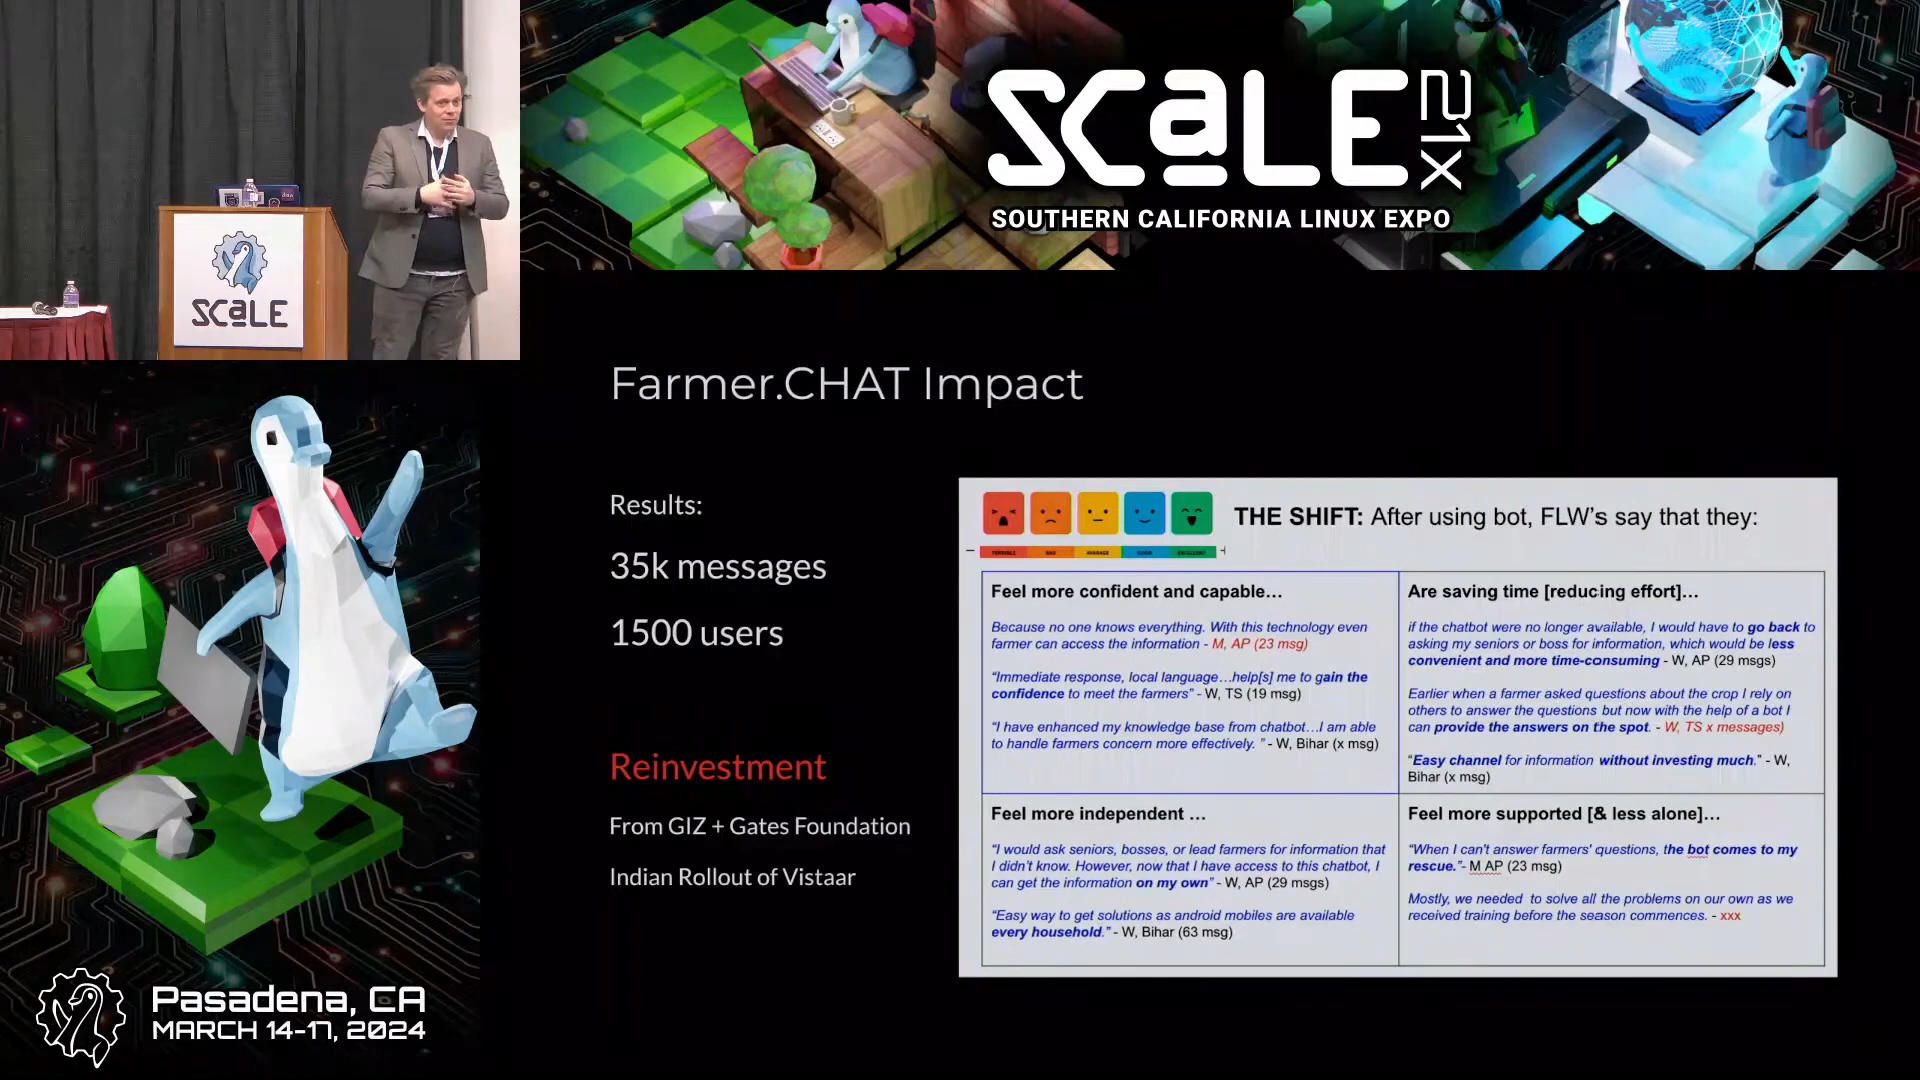 SCaLE 21X
SOUTHERN CALIFORNIA LINUX EXPO
SCaLE
Farmer.CHAT Impact
Results:
35k messages
1500 users
Reinvestment
From GIZ + Gates Foundation
Indian Rollout of Vistaar
THE SHIFT: After using bot, FLW's say that they:
TERRIBLE BAD AVERAGE GOOD EXCELLENT
Feel more confident and capable…
Because no one knows everything. With this technology even
farmer can access the information - M, AP (23 msg)
“Immediate response, local language…help[s] me to gain the
confidence to meet the farmers” - W, TS (19 msg)
“I have enhanced my knowledge base from chatbot…I am able
to handle farmers concern more effectively. ” - W, Bihar (x msg)
Are saving time [reducing effort]…
if the chatbot were no longer available, I would have to go back to
asking my seniors or boss for information, which would be less
convenient and more time-consuming - W, AP (29 msgs)
Earlier when a farmer asked questions about the crop I rely on
others to answer the questions but now with the help of a bot I
can provide the answers on the spot. - W, TS x messages)
“Easy channel for information without investing much.” - W,
Bihar (x msg)
Feel more independent …
“I would ask seniors, bosses, or lead farmers for information that
I didn't know. However, now that I have access to this chatbot, I
can get the information on my own” - W, AP (29 msgs)
“Easy way to get solutions as android mobiles are available
every household.” - W, Bihar (63 msg)
Feel more supported [& less alone]…
“When I can't answer farmers' questions, the bot comes to my
rescue.”- M AP (23 msg)
Mostly, we needed to solve all the problems on our own as we
received training before the season commences. - xxx
Pasadena, CA
MARCH 14-17, 2024